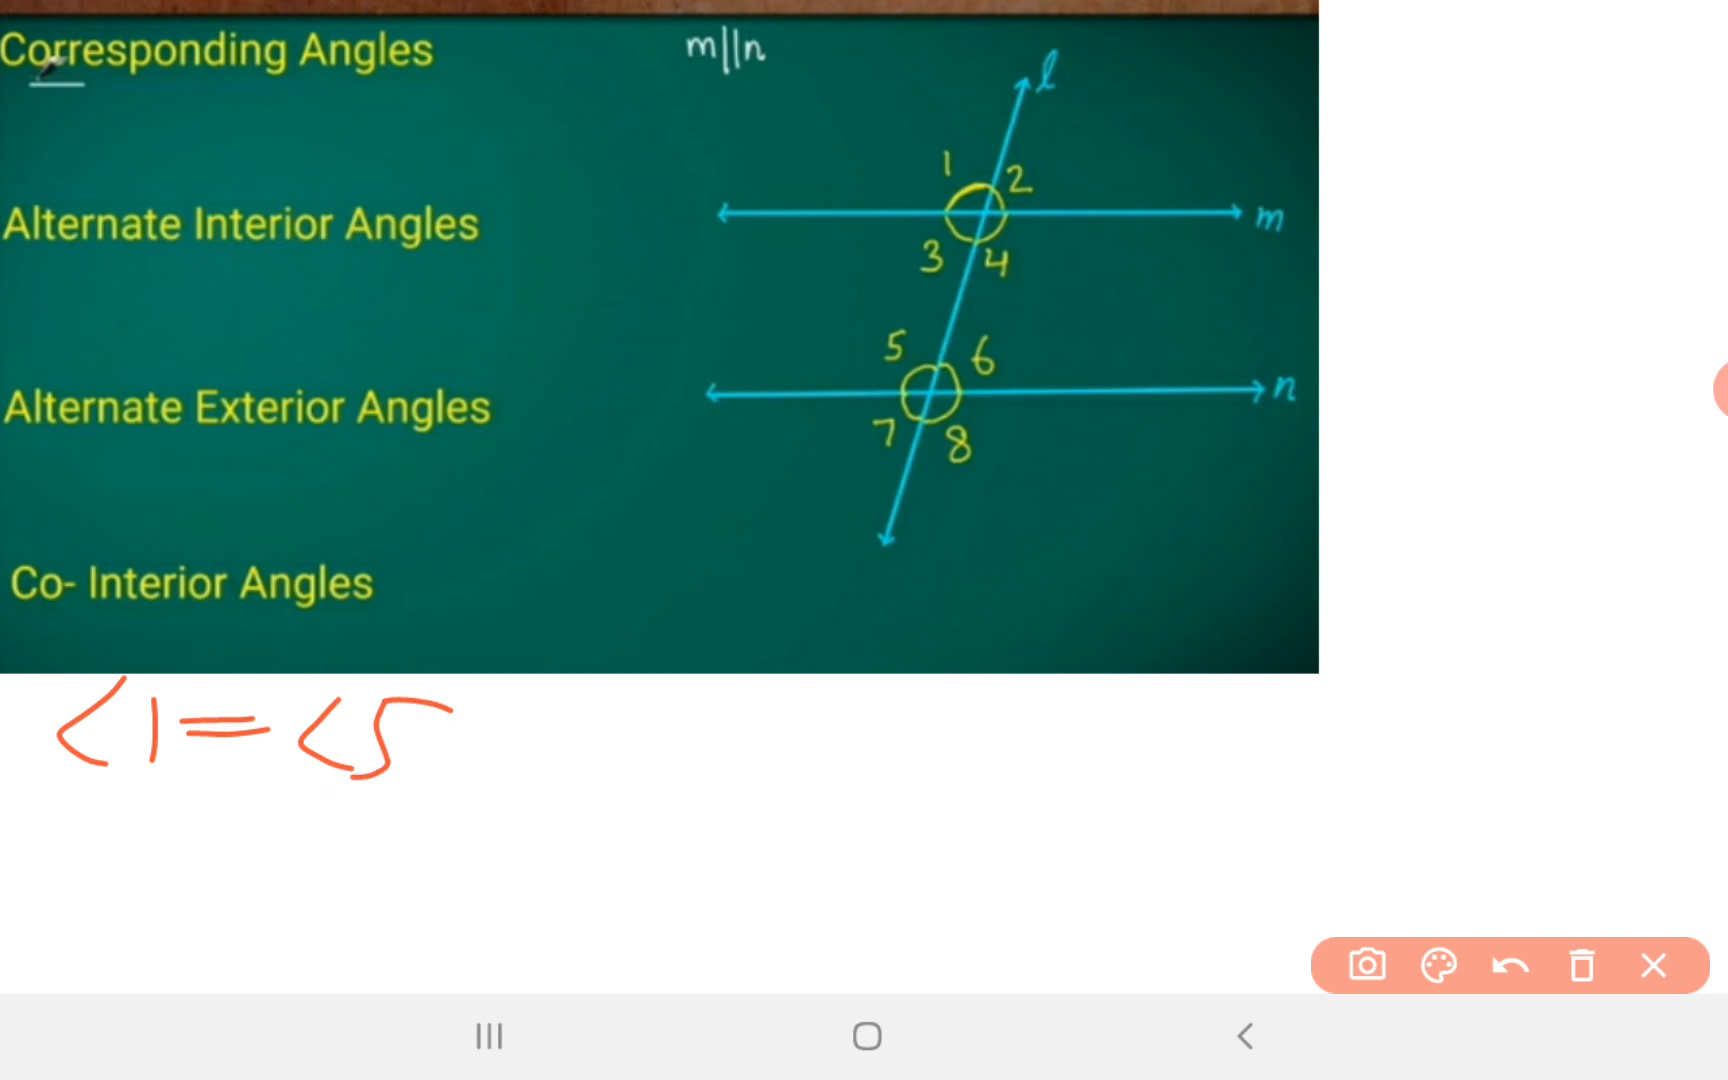 Corresponding Angles
m||n
l
1
2
Alternate Interior Angles
m
3
4
5
6
Alternate Exterior Angles
n
7
8
Co- Interior Angles
<1=<5